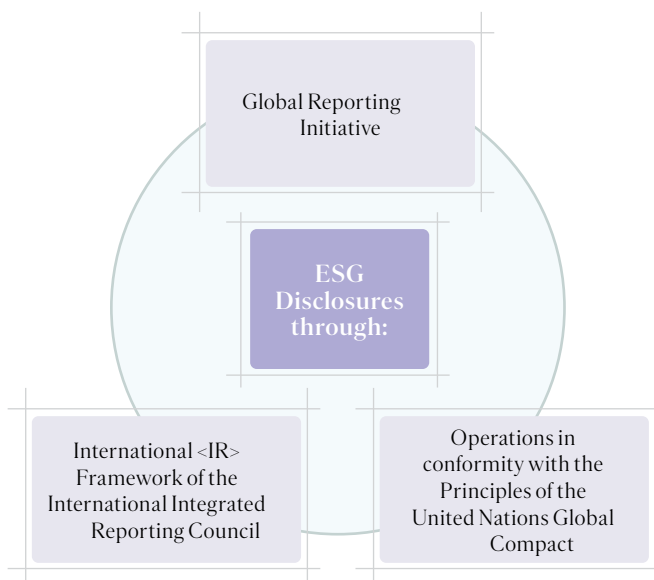 Global Reporting
Initiative
ESG
Disclosures
through:
International <IR>
Framework of the
International Integrated
Reporting Council
Operations in
conformity with the
Principles of the
United Nations Global
Compact